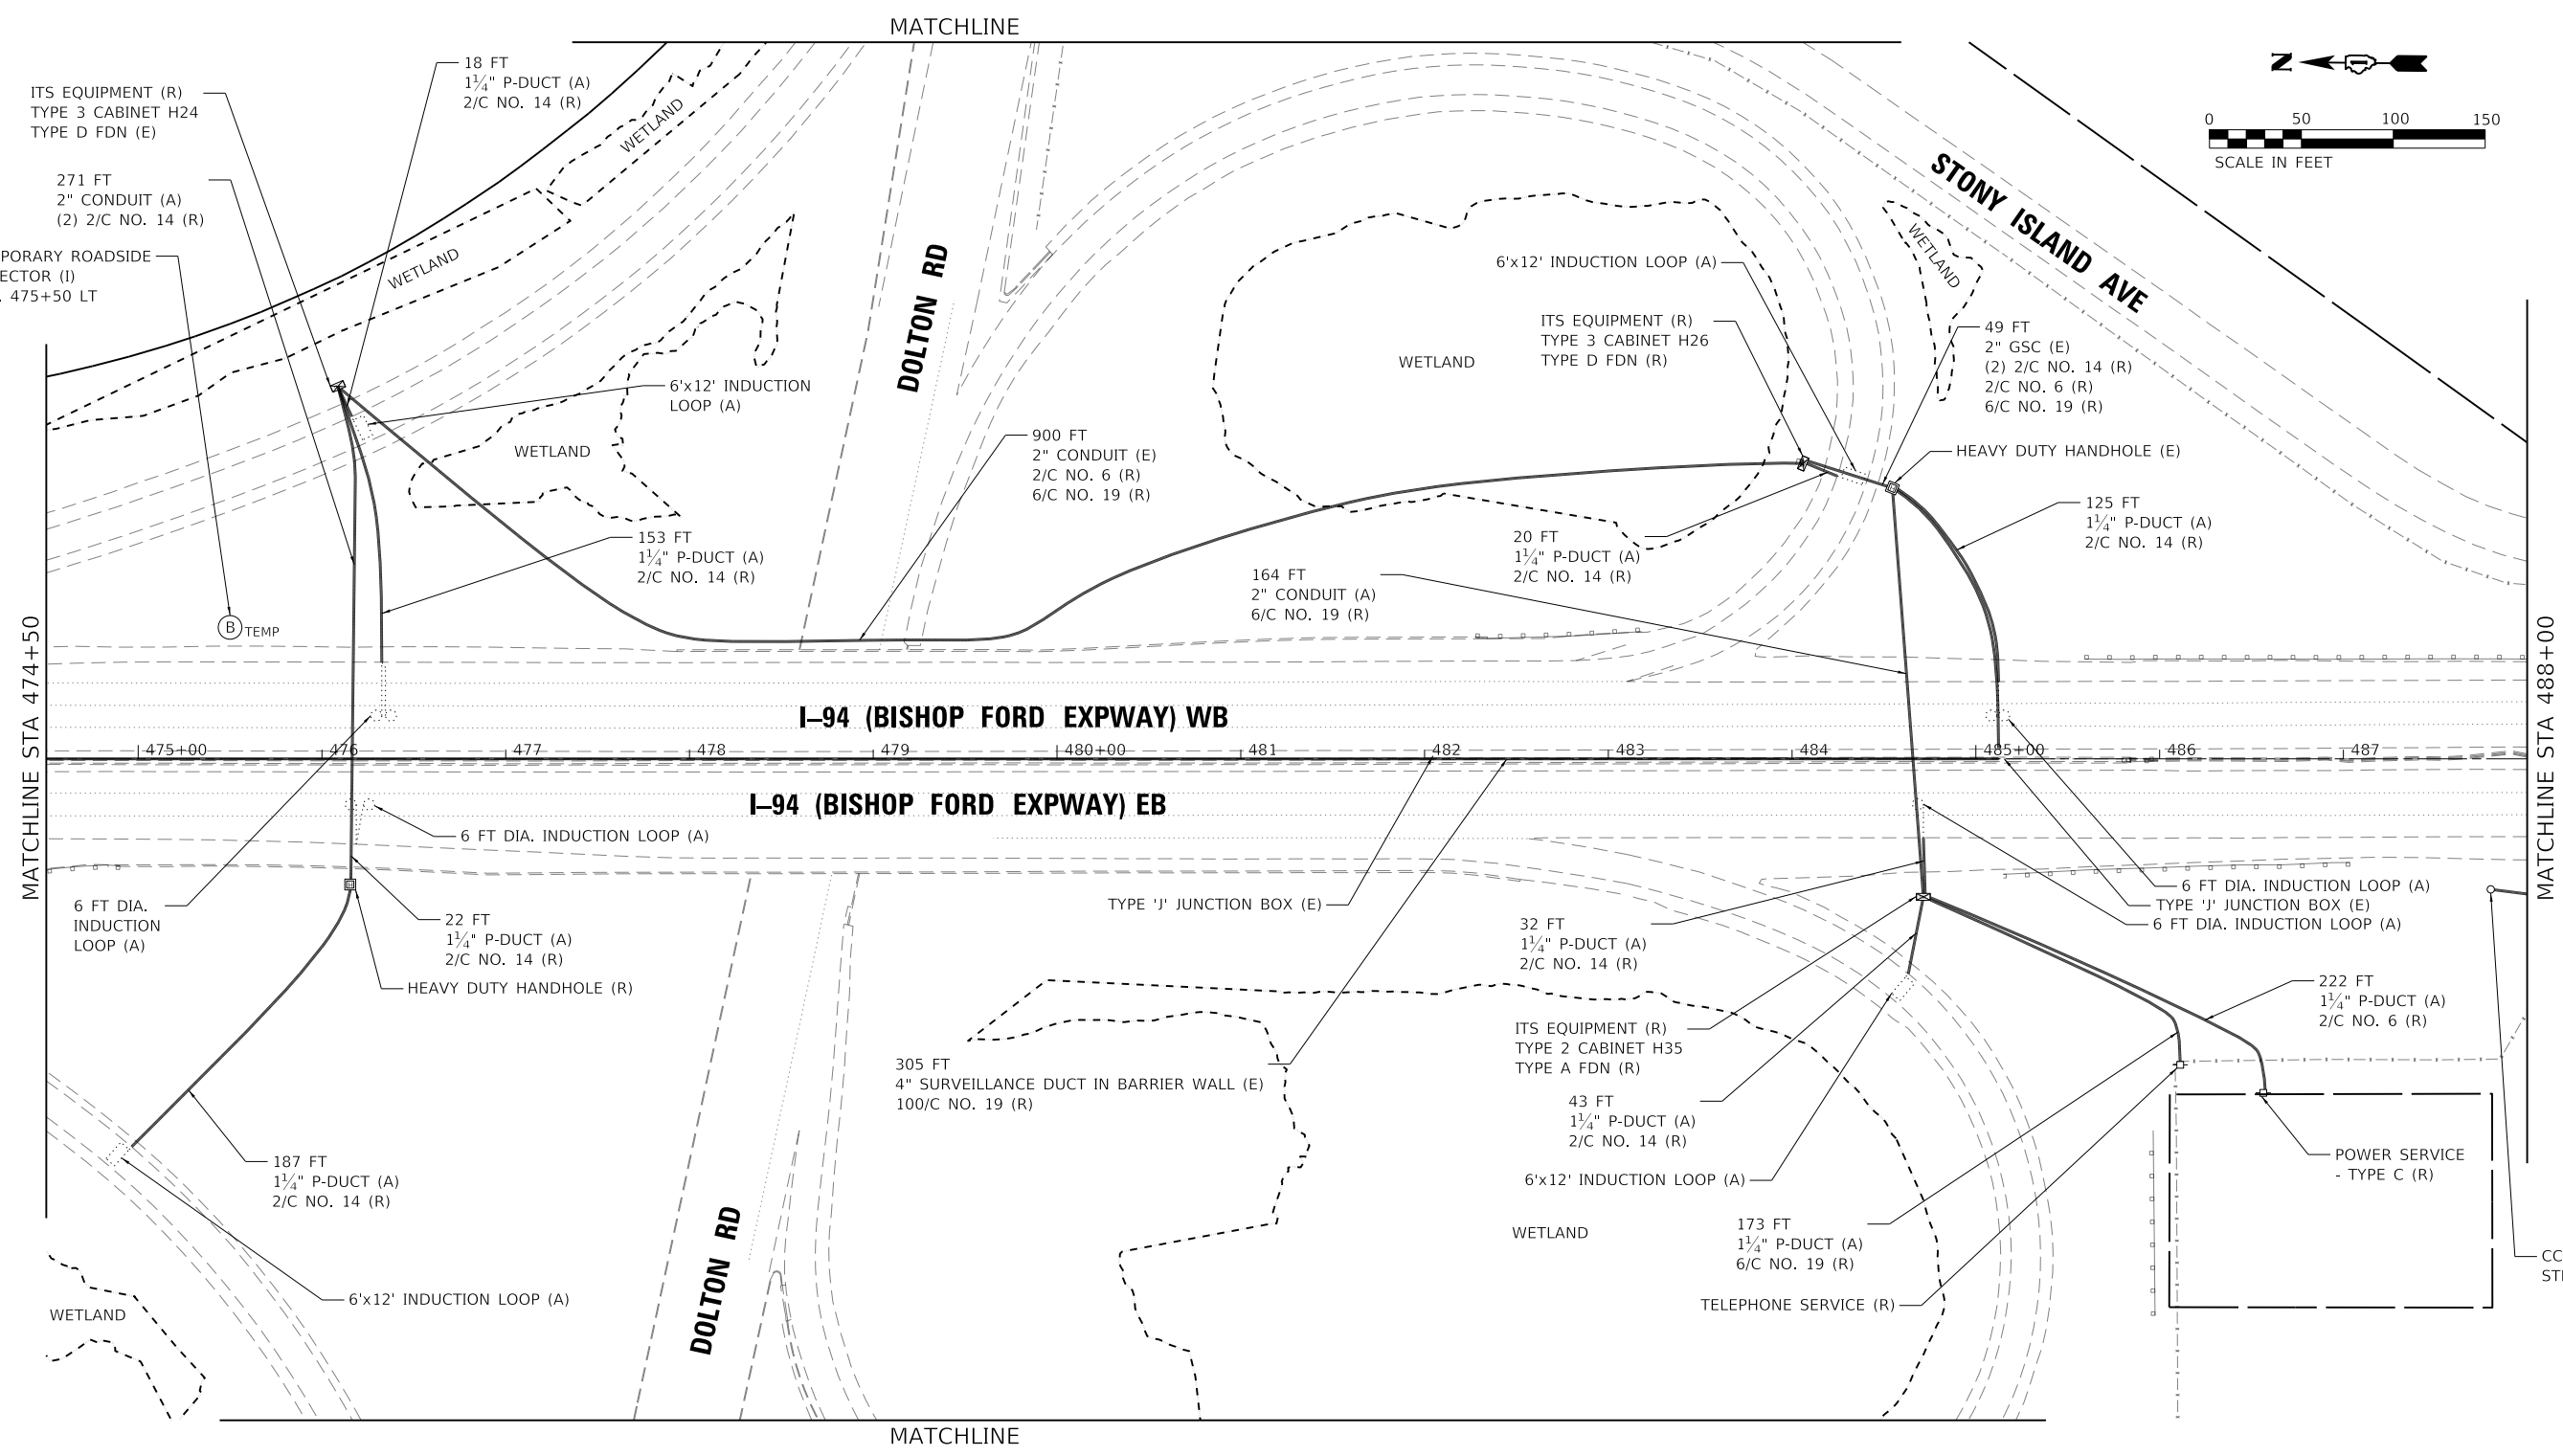 MATCHLINE
18 FT
1¼" P-DUCT (A)
2/C NO. 14 (R)
ITS EQUIPMENT (R)
TYPE 3 CABINET H24
TYPE D FDN (E)
271 FT
2" CONDUIT (A)
(2) 2/C NO. 14 (R)
PORARY ROADSIDE
ECTOR (I)
. 475+50 LT
WETLAND
WETLAND
WETLAND
6'x12' INDUCTION
LOOP (A)
DOLTON RD
N
0 50 100 150
SCALE IN FEET
STONY ISLAND AVE
WETLAND
WETLAND
6'x12' INDUCTION LOOP (A)
ITS EQUIPMENT (R)
TYPE 3 CABINET H26
TYPE D FDN (R)
49 FT
2" GSC (E)
(2) 2/C NO. 14 (R)
2/C NO. 6 (R)
6/C NO. 19 (R)
HEAVY DUTY HANDHOLE (E)
900 FT
2" CONDUIT (E)
2/C NO. 6 (R)
6/C NO. 19 (R)
125 FT
1¼" P-DUCT (A)
2/C NO. 14 (R)
153 FT
1¼" P-DUCT (A)
2/C NO. 14 (R)
20 FT
1¼" P-DUCT (A)
2/C NO. 14 (R)
164 FT
2" CONDUIT (A)
6/C NO. 19 (R)
B TEMP
MATCHLINE STA 474+50
MATCHLINE STA 488+00
I-94 (BISHOP FORD EXPWAY) WB
475+00 476 477 478 479 480+00 481 482 483 484 485+00 486 487
I-94 (BISHOP FORD EXPWAY) EB
6 FT DIA. INDUCTION LOOP (A)
6 FT DIA.
INDUCTION
LOOP (A)
22 FT
1¼" P-DUCT (A)
2/C NO. 14 (R)
HEAVY DUTY HANDHOLE (R)
TYPE 'J' JUNCTION BOX (E)
6 FT DIA. INDUCTION LOOP (A)
TYPE 'J' JUNCTION BOX (E)
6 FT DIA. INDUCTION LOOP (A)
32 FT
1¼" P-DUCT (A)
2/C NO. 14 (R)
222 FT
1¼" P-DUCT (A)
2/C NO. 6 (R)
ITS EQUIPMENT (R)
TYPE 2 CABINET H35
TYPE A FDN (R)
305 FT
4" SURVEILLANCE DUCT IN BARRIER WALL (E)
100/C NO. 19 (R)
43 FT
1¼" P-DUCT (A)
2/C NO. 14 (R)
187 FT
1¼" P-DUCT (A)
2/C NO. 14 (R)
6'x12' INDUCTION LOOP (A)
POWER SERVICE
- TYPE C (R)
WETLAND
173 FT
1¼" P-DUCT (A)
6/C NO. 19 (R)
TELEPHONE SERVICE (R)
DOLTON RD
6'x12' INDUCTION LOOP (A)
WETLAND
MATCHLINE